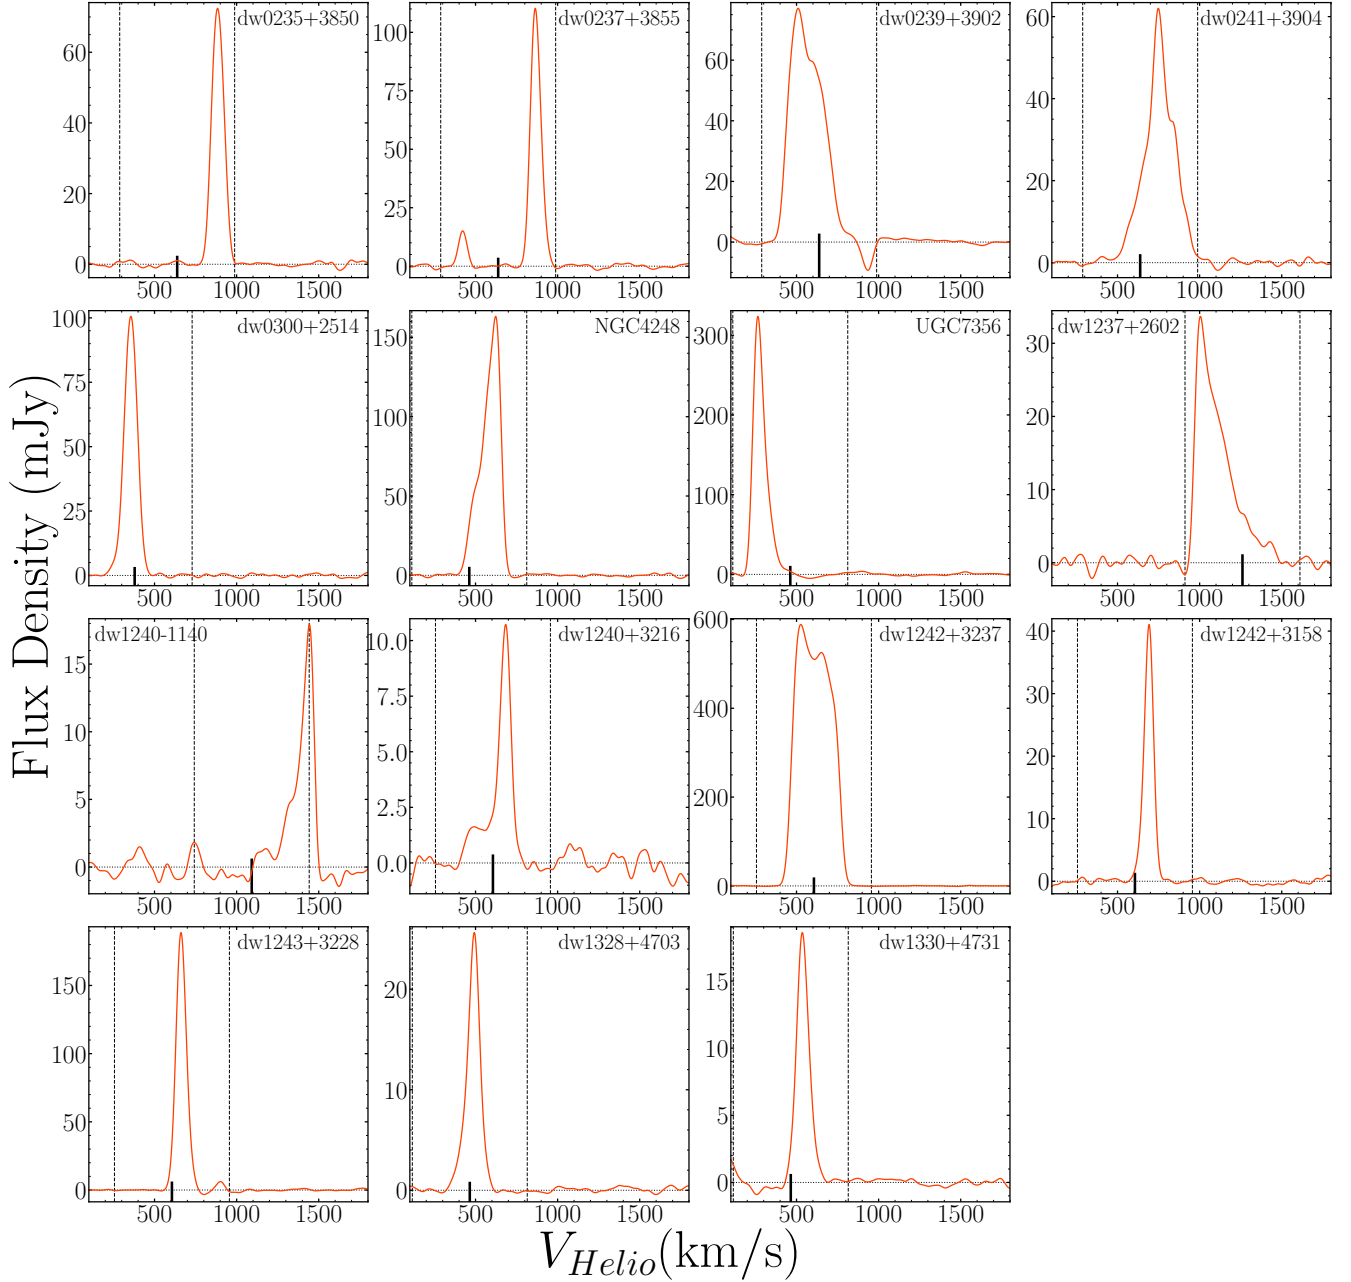 dw0235+3850
60
40
20
0
500 1000 1500
dw0237+3855
100
75
50
25
0
500 1000 1500
dw0239+3902
60
40
20
0
500 1000 1500
dw0241+3904
60
40
20
0
500 1000 1500
dw0300+2514
100
75
50
25
0
500 1000 1500
NGC4248
150
100
50
0
500 1000 1500
UGC7356
300
200
100
0
500 1000 1500
dw1237+2602
30
20
10
0
500 1000 1500
Flux Density (mJy)
dw1240-1140
15
10
5
0
500 1000 1500
dw1240+3216
10.0
7.5
5.0
2.5
0.0
500 1000 1500
dw1242+3237
600
400
200
0
500 1000 1500
dw1242+3158
40
30
20
10
0
500 1000 1500
dw1243+3228
150
100
50
0
500 1000 1500
dw1328+4703
20
10
0
500 1000 1500
dw1330+4731
15
10
5
0
500 1000 1500
V_{Helio}(km/s)